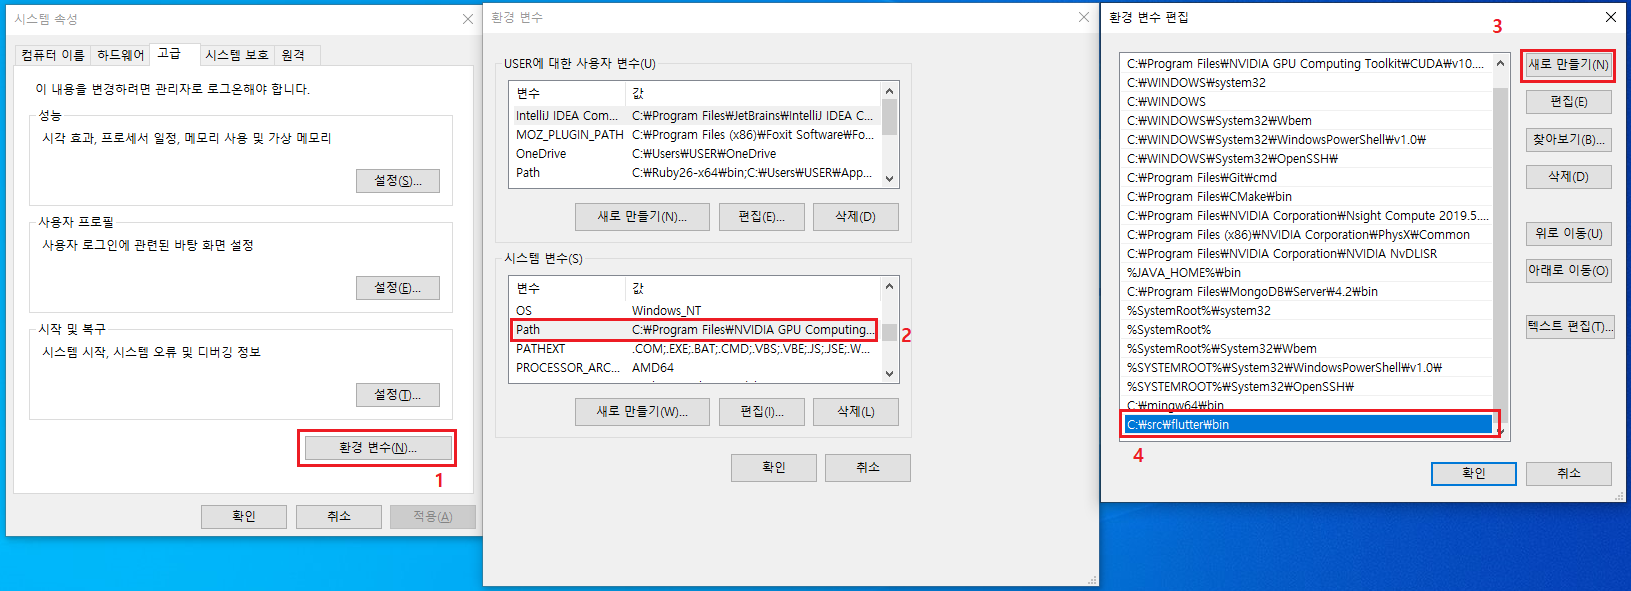 시스템 속성
컴퓨터 이름 하드웨어 고급 시스템 보호 원격
이 내용을 변경하려면 관리자로 로그온해야 합니다.
성능
시각 효과, 프로세서 일정, 메모리 사용 및 가상 메모리
설정(S)...
사용자 프로필
사용자 로그인에 관련된 바탕 화면 설정
설정(E)...
시작 및 복구
시스템 시작, 시스템 오류 및 디버깅 정보
설정(T)...
환경 변수(N)...
1
확인 취소 적용(A)
환경 변수
USER에 대한 사용자 변수(U)
변수 값
IntelliJ IDEA Com... C:₩Program Files₩JetBrains₩IntelliJ IDEA C...
MOZ_PLUGIN_PATH C:₩Program Files (x86)₩Foxit Software₩Fo...
OneDrive C:₩Users₩USER₩OneDrive
Path C:₩Ruby26-x64₩bin;C:₩Users₩USER₩App...
새로 만들기(N)... 편집(E)... 삭제(D)
시스템 변수(S)
변수 값
OS Windows_NT
Path C:₩Program Files₩NVIDIA GPU Computing...
2
PATHEXT .COM;.EXE;.BAT;.CMD;.VBS;.VBE;.JS;.JSE;.W...
PROCESSOR_ARC... AMD64
새로 만들기(W)... 편집(I)... 삭제(L)
확인 취소
환경 변수 편집
3
C:₩Program Files₩NVIDIA GPU Computing Toolkit₩CUDA₩v10....
C:₩WINDOWS₩system32
C:₩WINDOWS
C:₩WINDOWS₩System32₩Wbem
C:₩WINDOWS₩System32₩WindowsPowerShell₩v1.0₩
C:₩WINDOWS₩System32₩OpenSSH₩
C:₩Program Files₩Git₩cmd
C:₩Program Files₩CMake₩bin
C:₩Program Files₩NVIDIA Corporation₩Nsight Compute 2019.5....
C:₩Program Files (x86)₩NVIDIA Corporation₩PhysX₩Common
C:₩Program Files₩NVIDIA Corporation₩NVIDIA NvDLISR
%JAVA_HOME%₩bin
C:₩Program Files₩MongoDB₩Server₩4.2₩bin
%SystemRoot%₩system32
%SystemRoot%
%SystemRoot%₩System32₩Wbem
%SYSTEMROOT%₩System32₩WindowsPowerShell₩v1.0₩
%SYSTEMROOT%₩System32₩OpenSSH₩
C:₩mingw64₩bin
C:₩src₩flutter₩bin
4
새로 만들기(N)
편집(E)
찾아보기(B)...
삭제(D)
위로 이동(U)
아래로 이동(O)
텍스트 편집(T)...
확인 취소